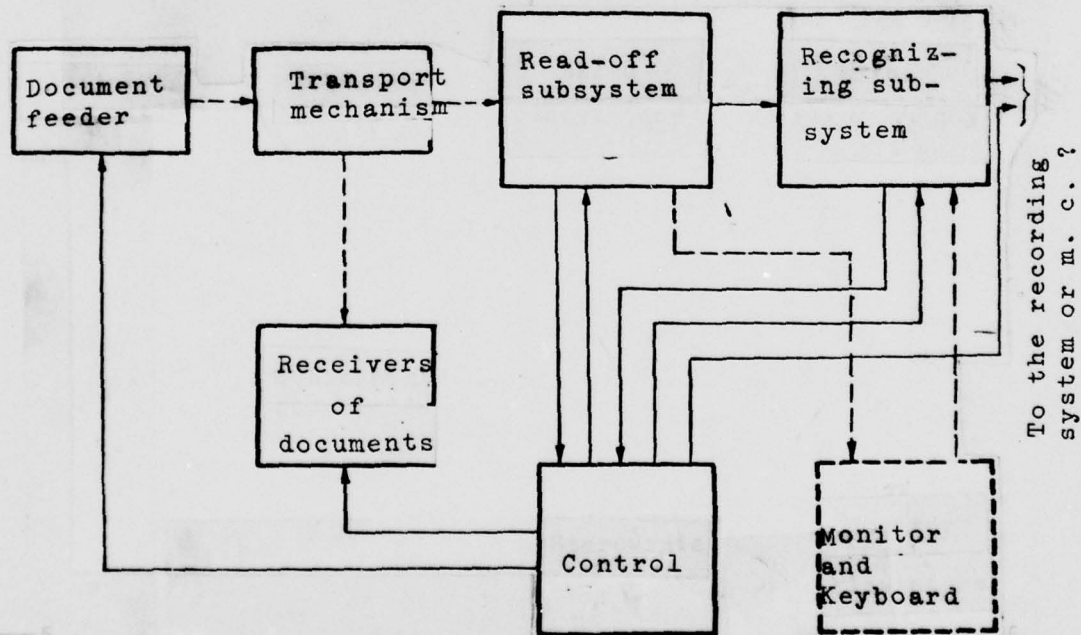 Document
feeder
Transport
mechanism
Read-off
subsystem
Recogniz-
ing sub-
system
To the recording
system or m. c. ?
Receivers
of
documents
Control
Monitor
and
Keyboard